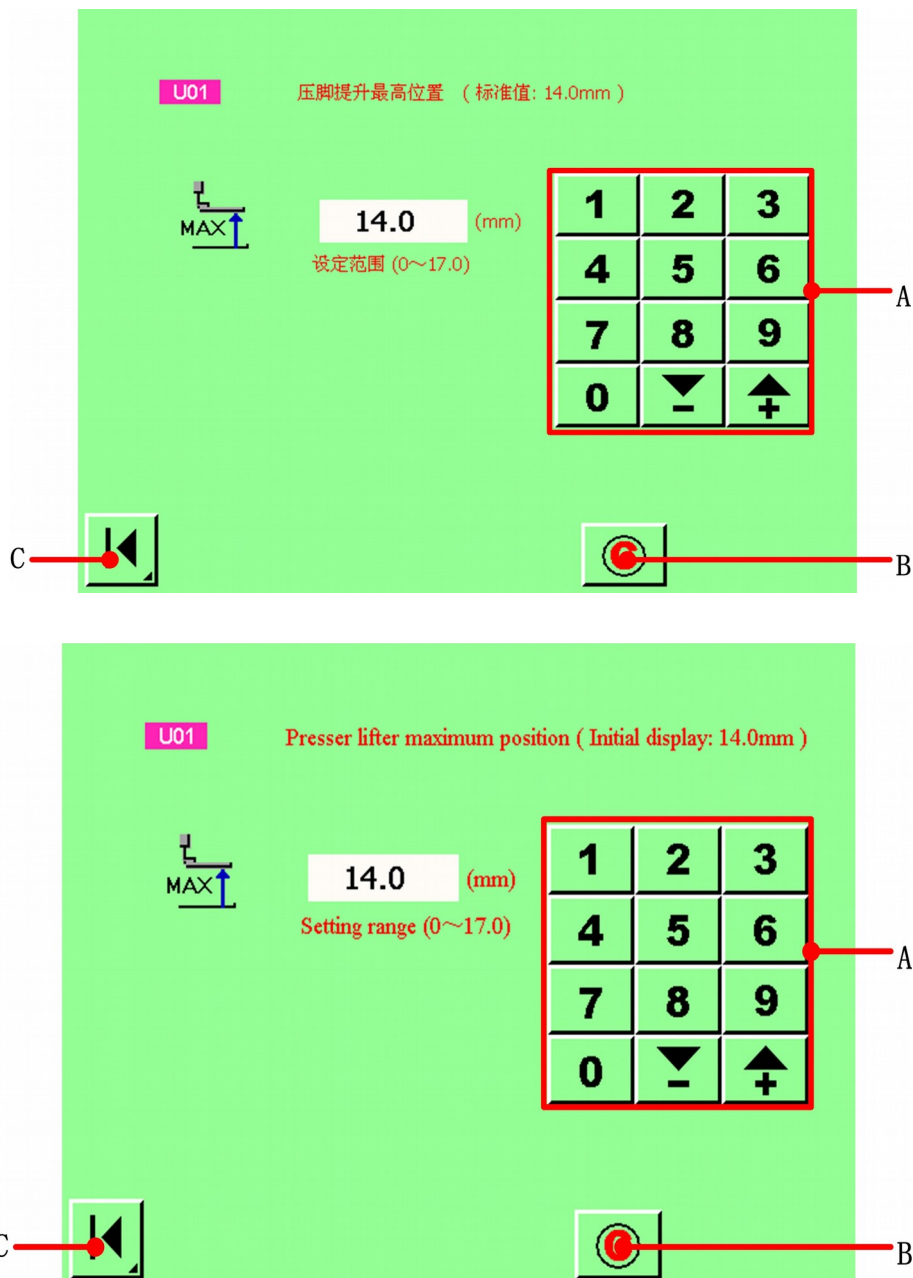 U01 压脚提升最高位置 （标准值: 14.0mm）
MAX 14.0 (mm)
设定范围 (0～17.0)
1 2 3
4 5 6
7 8 9
0 − +
A
C
B
U01 Presser lifter maximum position ( Initial display: 14.0mm )
MAX 14.0 (mm)
Setting range (0～17.0)
1 2 3
4 5 6
7 8 9
0 − +
A
C
B